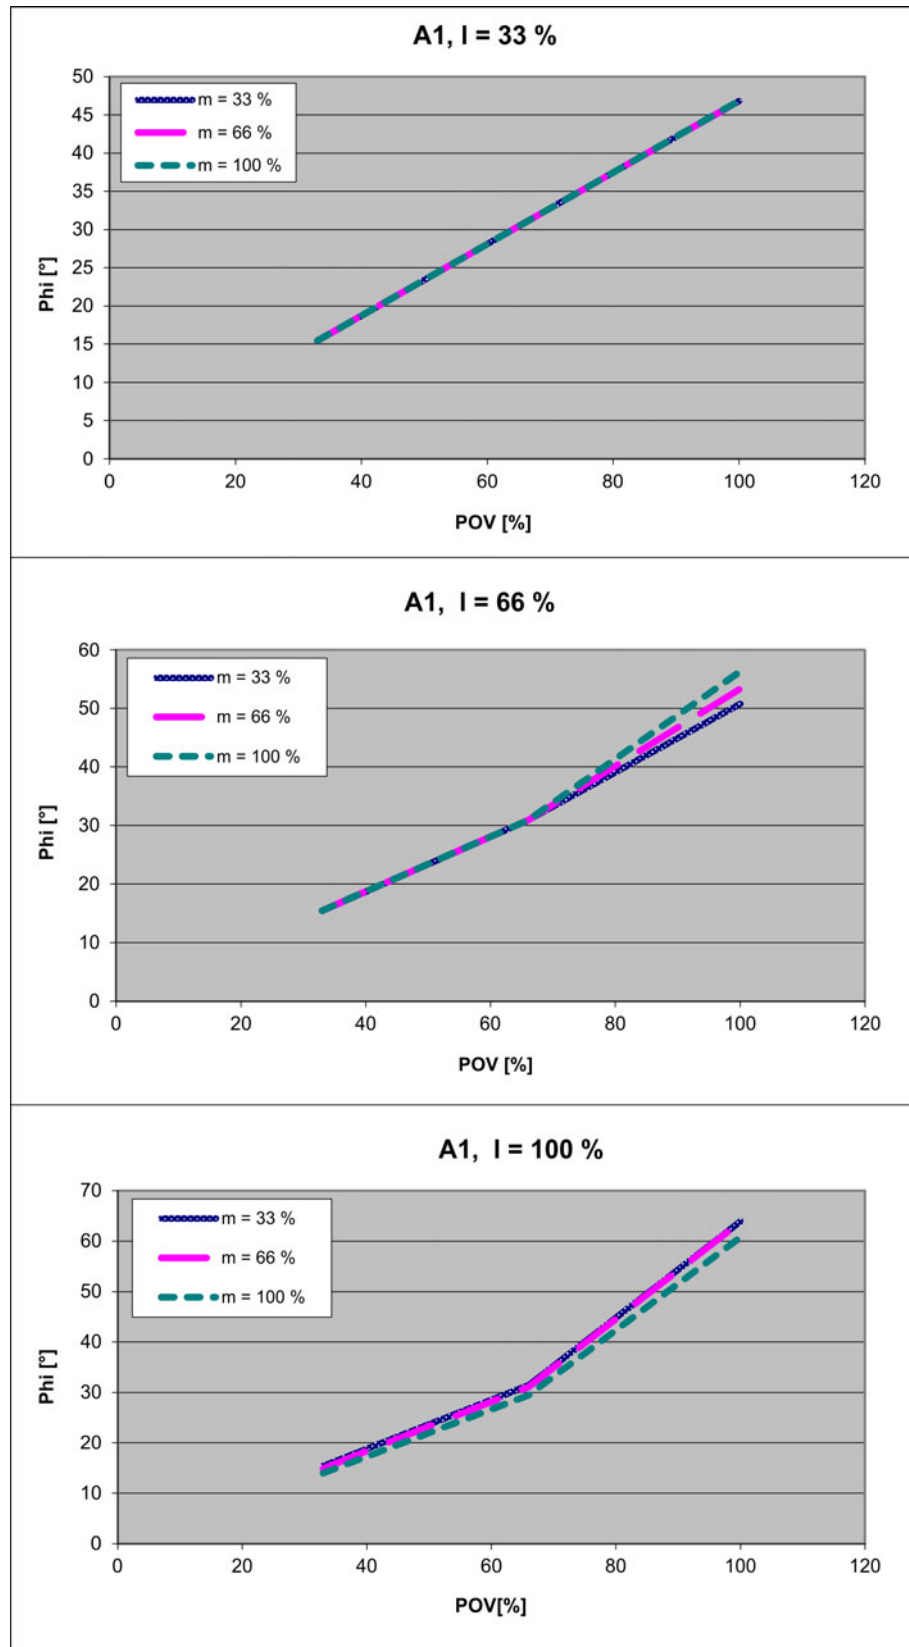 A1, l = 33 %
50
45
40
35
30
25
20
15
10
5
0
m = 33 %
m = 66 %
m = 100 %
Phi [°]
0 20 40 60 80 100 120
POV [%]
A1, l = 66 %
60
50
40
30
20
10
0
m = 33 %
m = 66 %
m = 100 %
Phi [°]
0 20 40 60 80 100 120
POV [%]
A1, l = 100 %
70
60
50
40
30
20
10
0
m = 33 %
m = 66 %
m = 100 %
Phi [°]
0 20 40 60 80 100 120
POV[%]